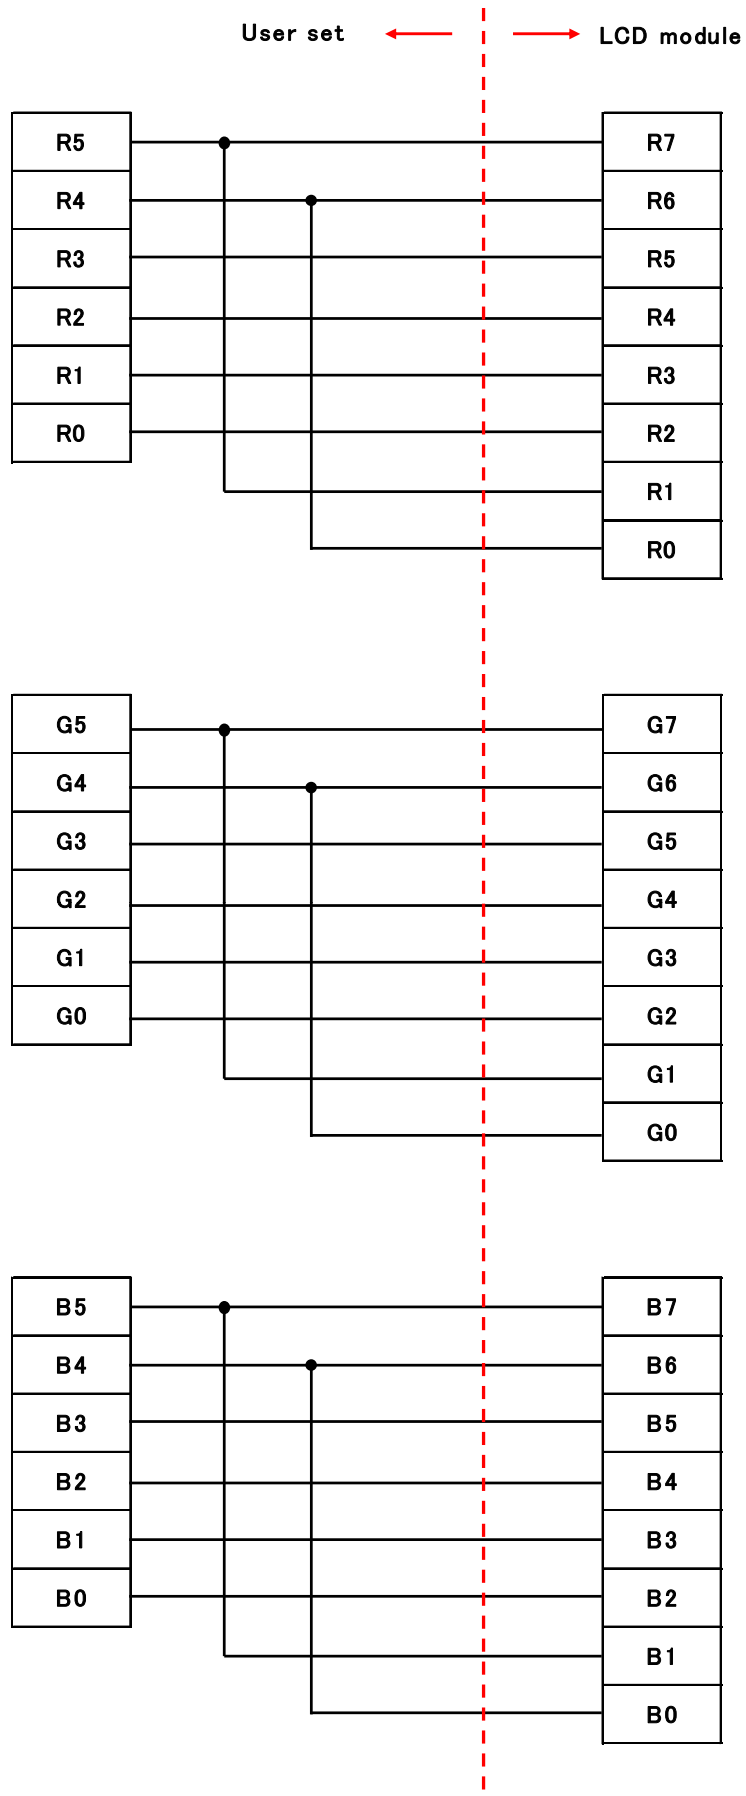 User set LCD module
R5 R7
R4 R6
R3 R5
R2 R4
R1 R3
R0 R2
R1
R0
G5 G7
G4 G6
G3 G5
G2 G4
G1 G3
G0 G2
G1
G0
B5 B7
B4 B6
B3 B5
B2 B4
B1 B3
B0 B2
B1
B0